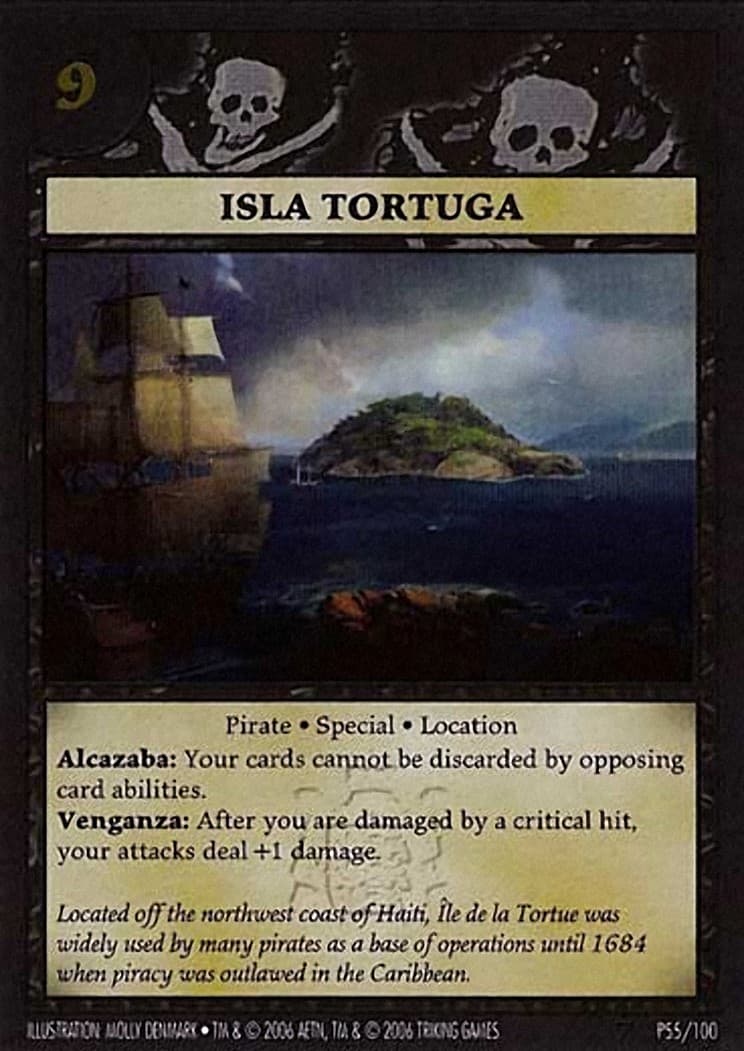 9
ISLA TORTUGA
Pirate • Special • Location
Alcazaba: Your cards cannot be discarded by opposing
card abilities.
Venganza: After you are damaged by a critical hit,
your attacks deal +1 damage.
Located off the northwest coast of Haiti, Île de la Tortue was
widely used by many pirates as a base of operations until 1684
when piracy was outlawed in the Caribbean.
ILLUSTRATION: MOLLY DENMARK • TM & © 2006 AETN, TM & © 2006 TRIKING GAMES
P55/100